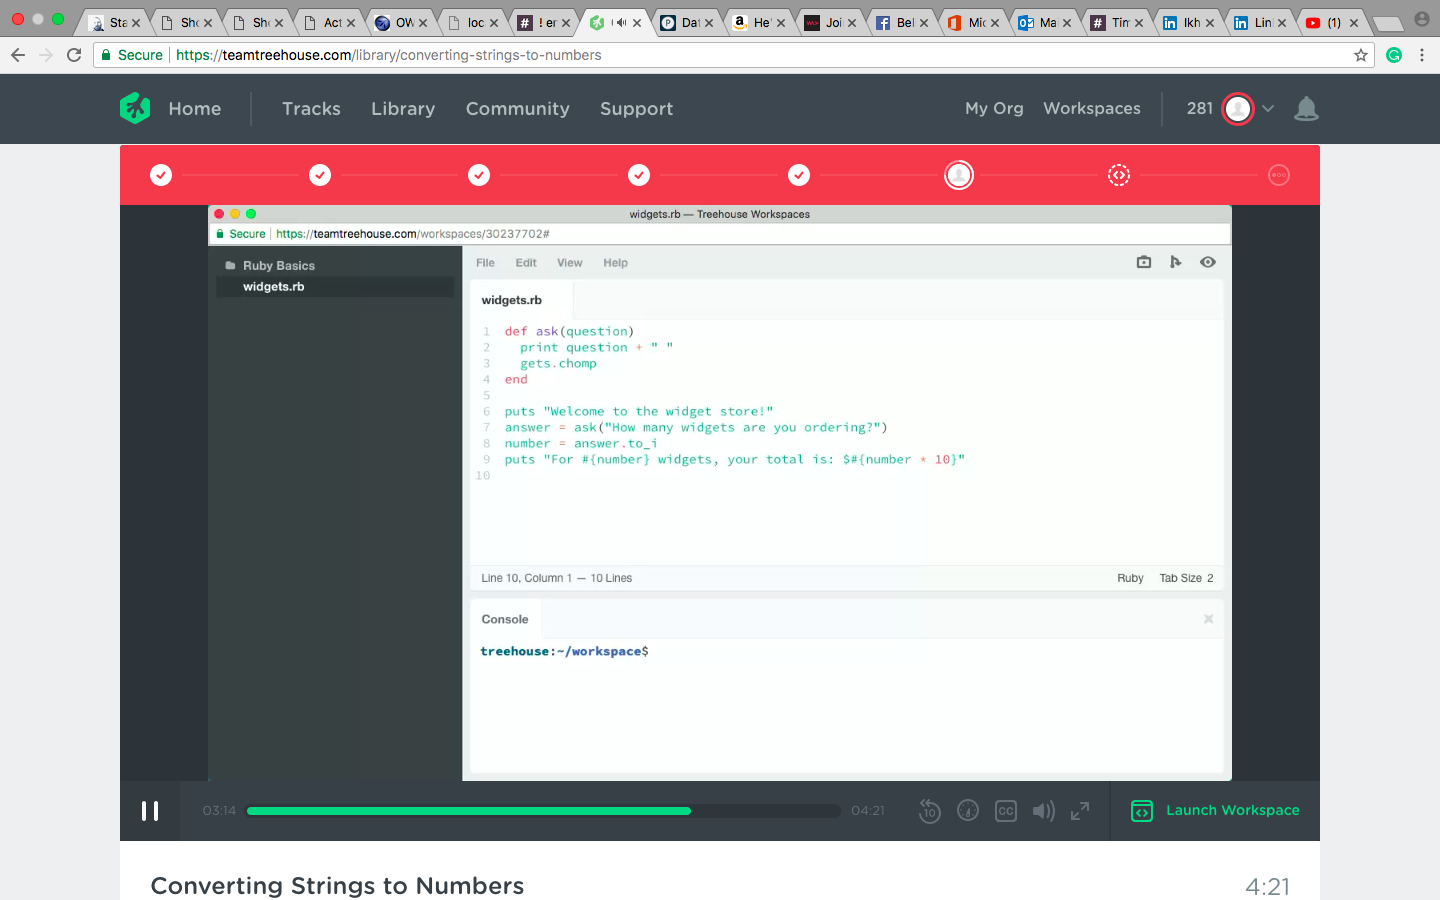 Sta Sho Sho Act OW loc ! er Dat He Joi Bel Mic Ma Tim Ikh Lin (1)
Secure https://teamtreehouse.com/library/converting-strings-to-numbers
Home Tracks Library Community Support My Org Workspaces 281
widgets.rb — Treehouse Workspaces
Secure https://teamtreehouse.com/workspaces/30237702#
Ruby Basics
widgets.rb
File Edit View Help
widgets.rb
1 def ask(question)
2   print question + " "
3   gets.chomp
4 end
5
6 puts "Welcome to the widget store!"
7 answer = ask("How many widgets are you ordering?")
8 number = answer.to_i
9 puts "For #{number} widgets, your total is: $#{number * 10}"
10
Line 10, Column 1 — 10 Lines Ruby Tab Size 2
Console
treehouse:~/workspace$
03:14 04:21 10 CC Launch Workspace
Converting Strings to Numbers 4:21